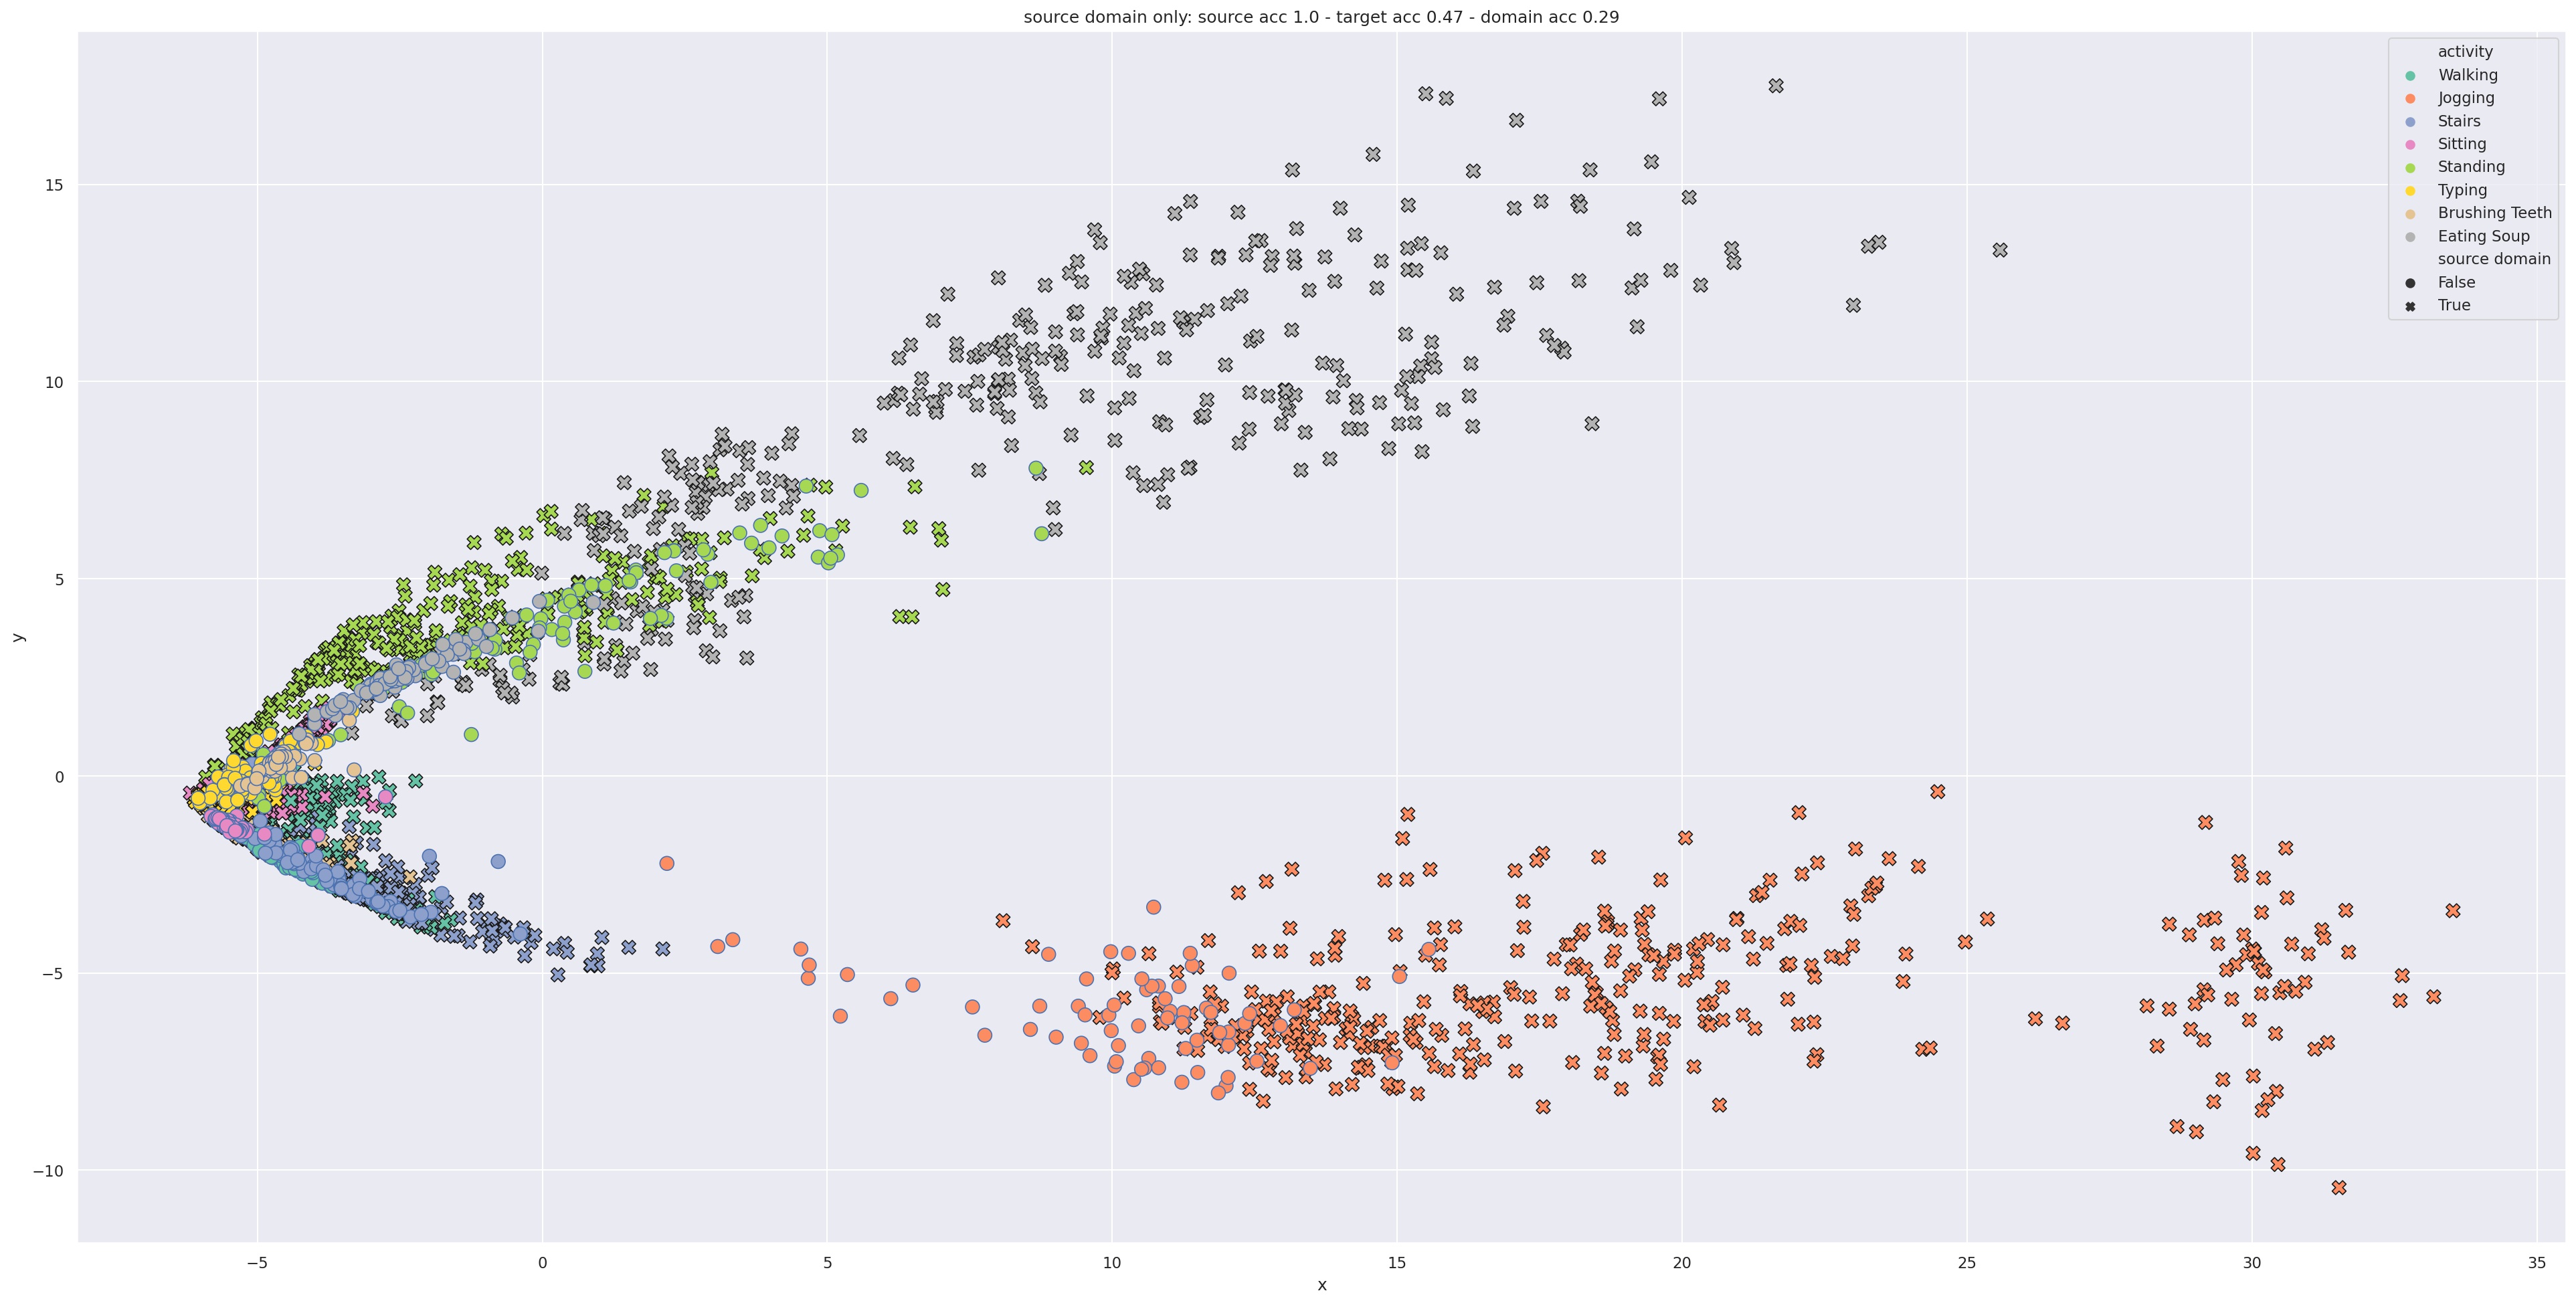 source domain only: source acc 1.0 - target acc 0.47 - domain acc 0.29
activity
Walking
Jogging
Stairs
Sitting
Standing
Typing
Brushing Teeth
Eating Soup
source domain
False
True
15
10
5
0
−5
−10
y
−5
0
5
10
15
20
25
30
35
x